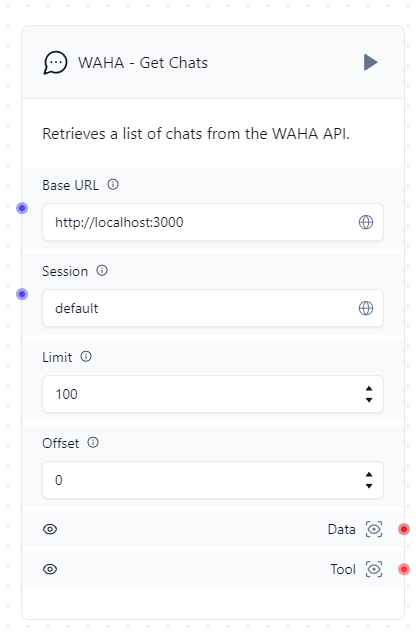 WAHA - Get Chats
Retrieves a list of chats from the WAHA API.
Base URL
http://localhost:3000
Session
default
Limit
100
Offset
0
Data
Tool